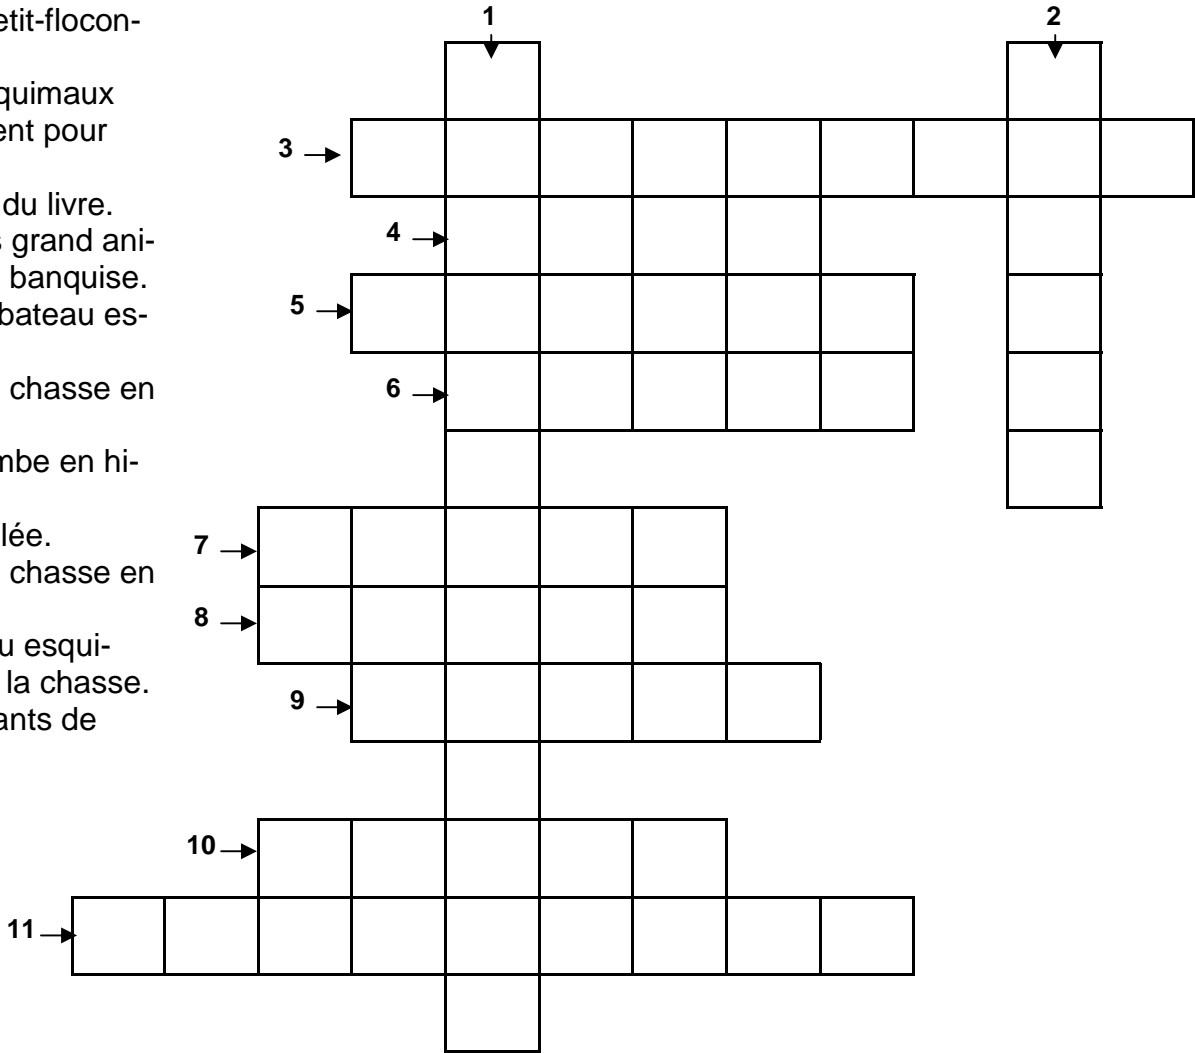 etit-flocon-
quimaux
ent pour
du livre.
s grand ani-
banquise.
bateau es-
chasse en
mbe en hi-
lée.
chasse en
u esqui-
la chasse.
ants de
1
2
3
4
5
6
7
8
9
10
11